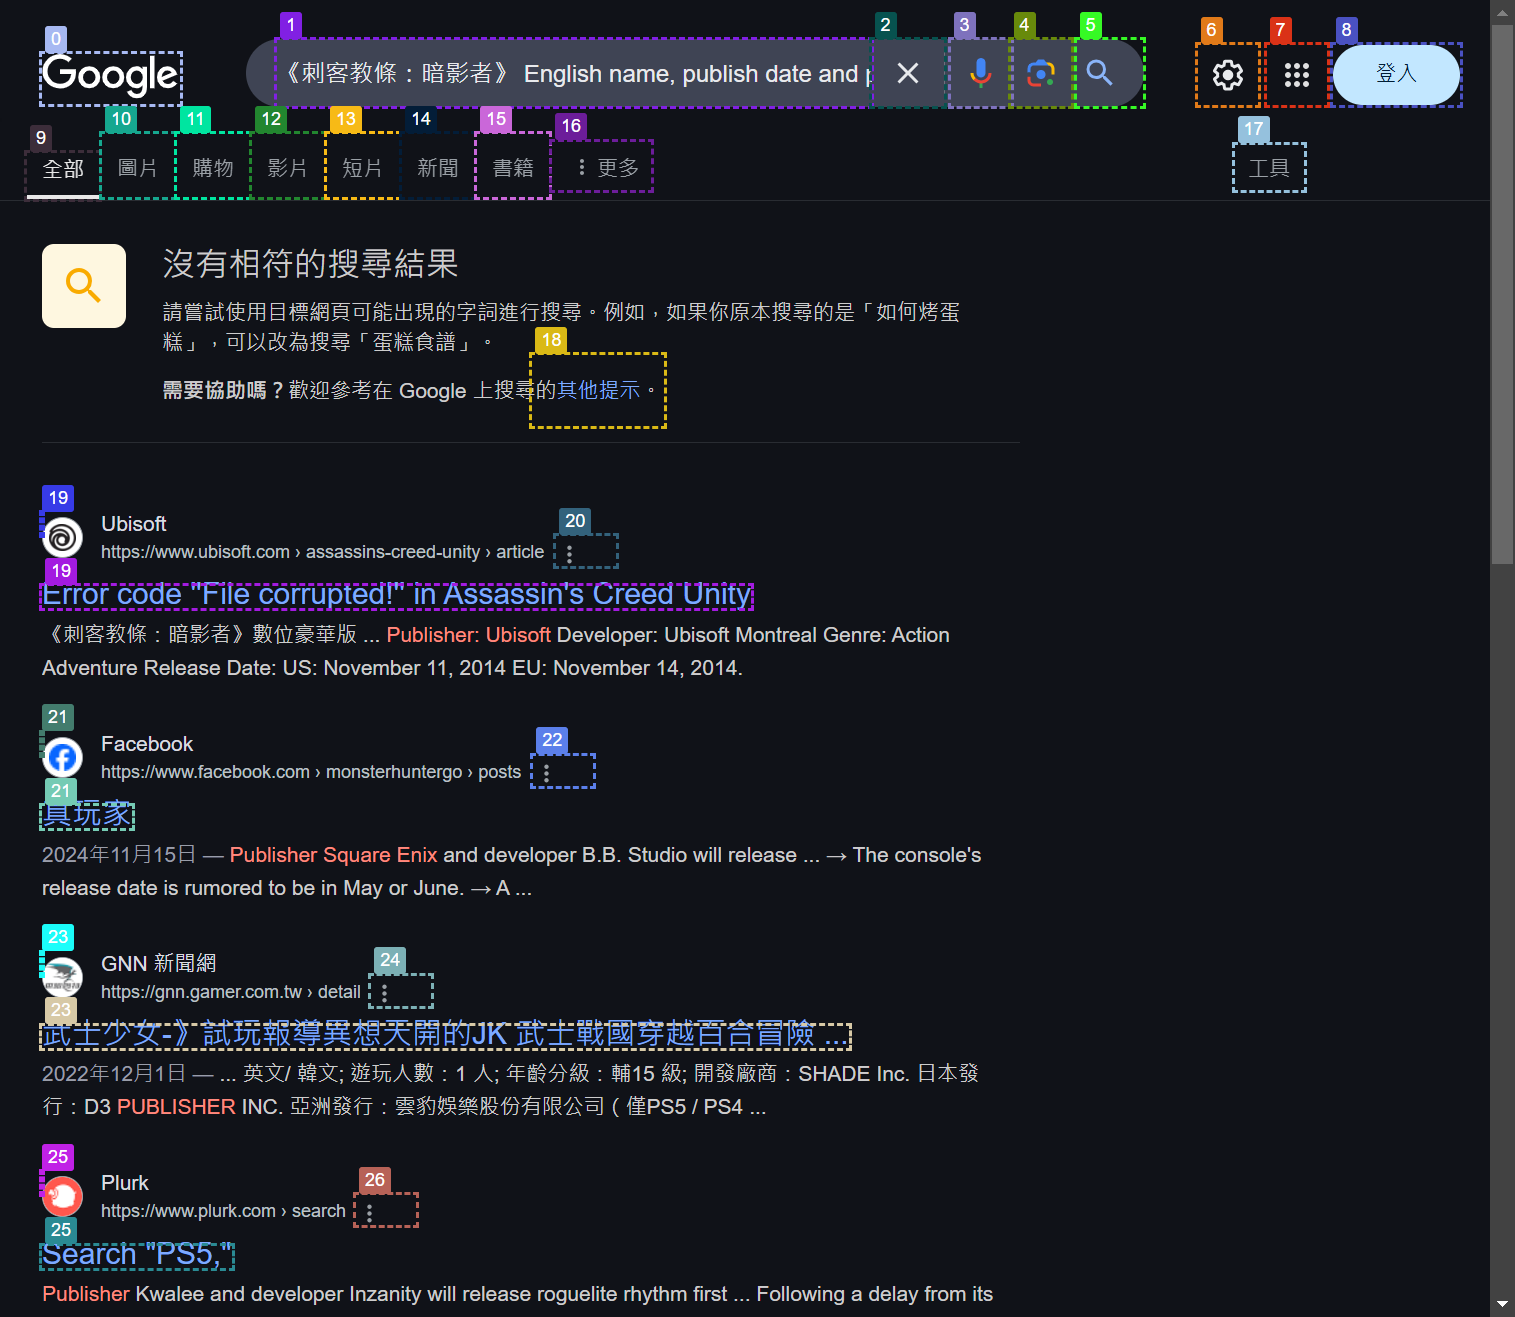 0
Google
1
《刺客教條：暗影者》 English name, publish date and
2
3
4
5
6
7
8
登入
9
全部
10
圖片
11
購物
12
影片
13
短片
14
新聞
15
書籍
16
更多
17
工具
沒有相符的搜尋結果
請嘗試使用目標網頁可能出現的字詞進行搜尋。例如，如果你原本搜尋的是「如何烤蛋
糕」，可以改為搜尋「蛋糕食譜」。
18
需要協助嗎？歡迎參考在 Google 上搜尋的其他提示。
19
Ubisoft
20
https://www.ubisoft.com › assassins-creed-unity › article
19
Error code "File corrupted!" in Assassin's Creed Unity
《刺客教條：暗影者》數位豪華版 ... Publisher: Ubisoft Developer: Ubisoft Montreal Genre: Action
Adventure Release Date: US: November 11, 2014 EU: November 14, 2014.
21
Facebook
22
https://www.facebook.com › monsterhuntergo › posts
21
真玩家
2024年11月15日 — Publisher Square Enix and developer B.B. Studio will release ... → The console's
release date is rumored to be in May or June. → A ...
23
GNN 新聞網
24
https://gnn.gamer.com.tw › detail
23
武士少女-》試玩報導異想天開的JK 武士戰國穿越百合冒險 ...
2022年12月1日 — ... 英文/ 韓文; 遊玩人數：1 人; 年齡分級：輔15 級; 開發廠商：SHADE Inc. 日本發
行：D3 PUBLISHER INC. 亞洲發行：雲豹娛樂股份有限公司（僅PS5 / PS4 ...
25
Plurk
26
https://www.plurk.com › search
25
Search "PS5,"
Publisher Kwalee and developer Inzanity will release roguelite rhythm first ... Following a delay from its